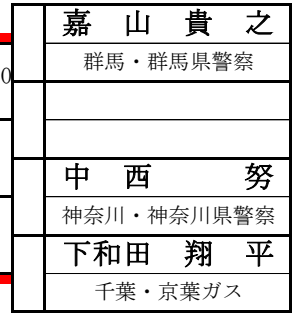 嘉山貴之
群馬・群馬県警察
0
中西 努
神奈川・神奈川県警察
下和田 翔平
千葉・京葉ガス